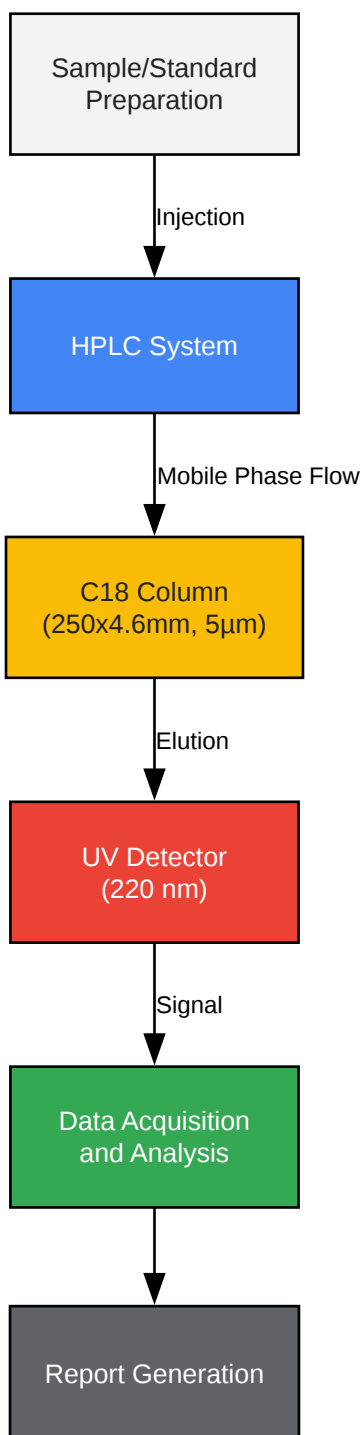 Sample/Standard
Preparation
Injection
HPLC System
Mobile Phase Flow
C18 Column
(250x4.6mm, 5µm)
Elution
UV Detector
(220 nm)
Signal
Data Acquisition
and Analysis
Report Generation